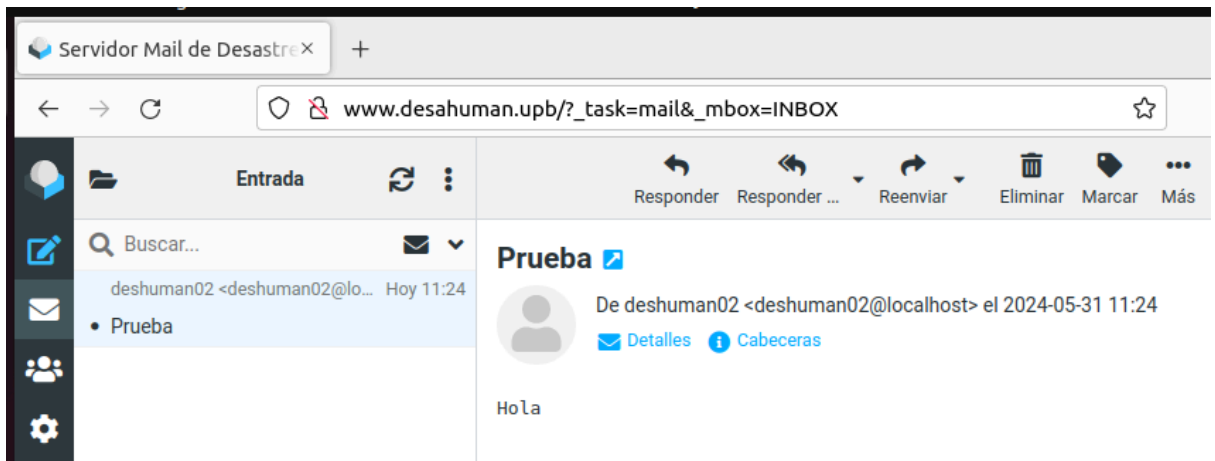 Servidor Mail de Desastre
www.desahuman.upb/?_task=mail&_mbox=INBOX
Entrada
Responder Responder ... Reenviar Eliminar Marcar Más
Buscar...
deshuman02 <deshuman02@lo... Hoy 11:24
• Prueba
Prueba
De deshuman02 <deshuman02@localhost> el 2024-05-31 11:24
Detalles Cabeceras
Hola